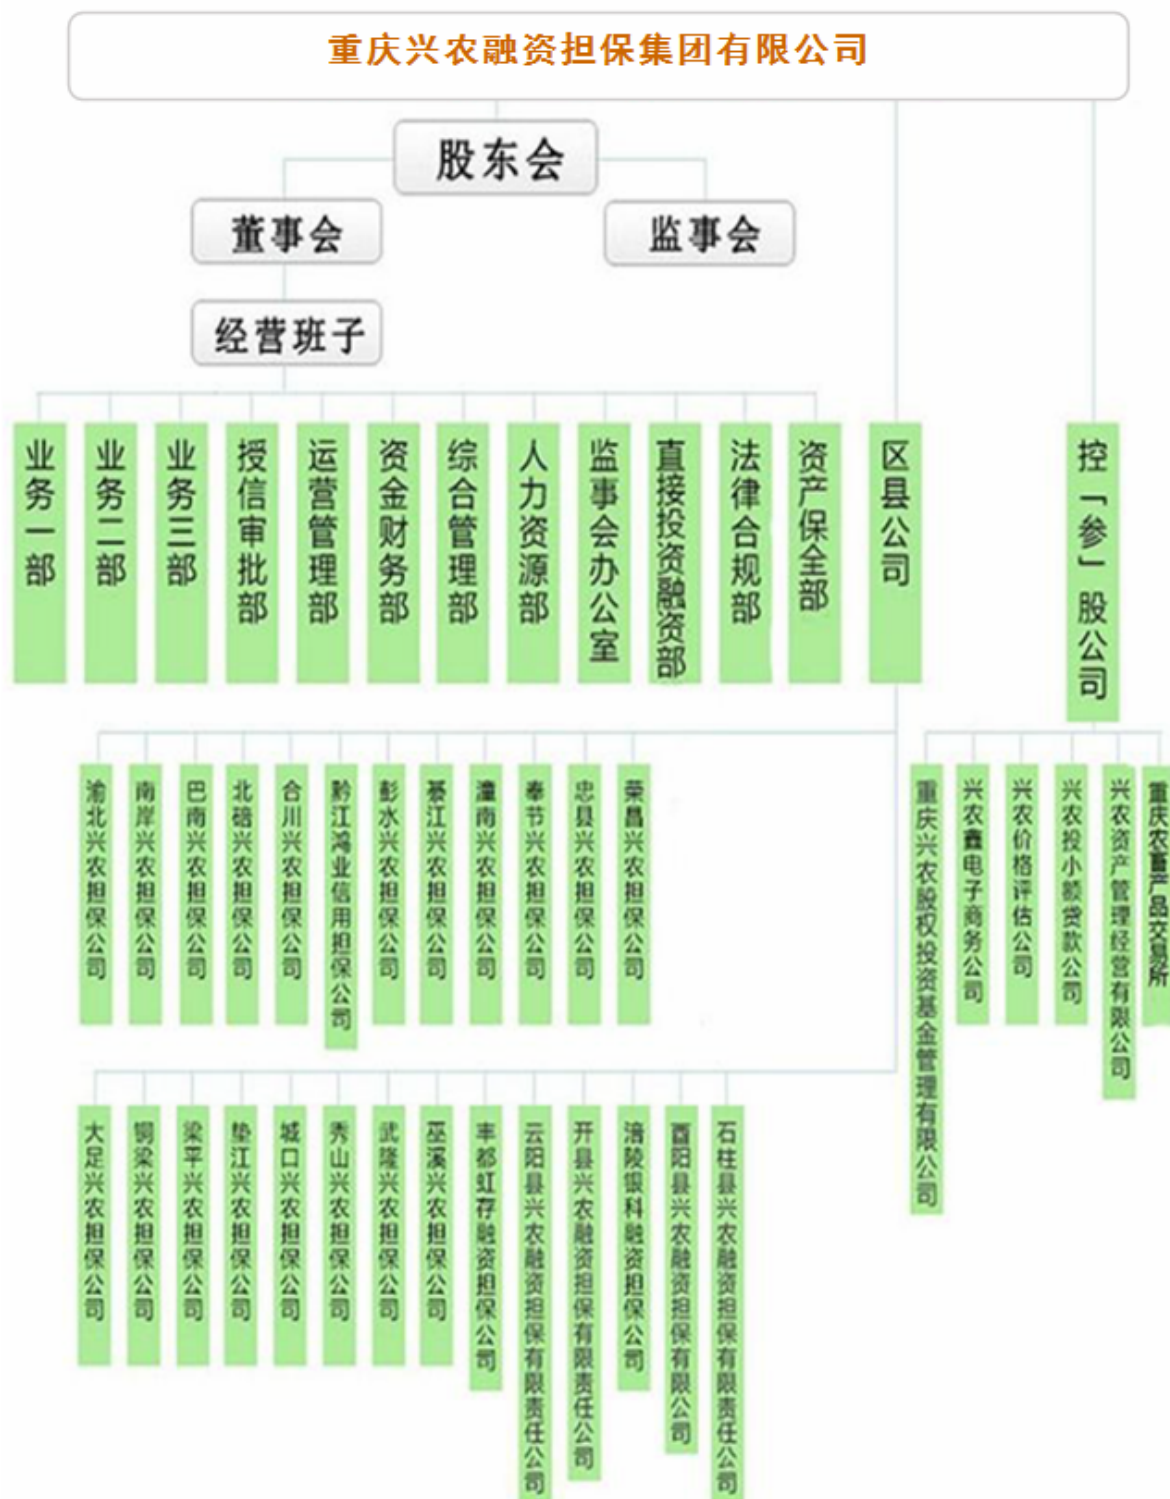 重庆兴农融资担保集团有限公司
股东会
董事会
监事会
经营班子
业务一部
业务二部
业务三部
授信审批部
运营管理部
资金财务部
综合管理部
人力资源部
监事会办公室
直接投资融资部
法律合规部
资产保全部
区县公司
控「参」股公司
渝北兴农担保公司
南岸兴农担保公司
巴南兴农担保公司
北碚兴农担保公司
合川兴农担保公司
黔江鸿业信用担保公司
彭水兴农担保公司
綦江兴农担保公司
潼南兴农担保公司
奉节兴农担保公司
忠县兴农担保公司
荣昌兴农担保公司
重庆兴农股权投资基金管理有限公司
兴农鑫电子商务公司
兴农价格评估公司
兴农投小额贷款公司
兴农资产管理经营有限公司
重庆农畜产品交易所
大足兴农担保公司
铜梁兴农担保公司
梁平兴农担保公司
垫江兴农担保公司
城口兴农担保公司
秀山兴农担保公司
武隆兴农担保公司
巫溪兴农担保公司
丰都虹存融资担保公司
云阳县兴农融资担保有限责任公司
开县兴农融资担保有限责任公司
涪陵银科融资担保公司
酉阳县兴农融资担保有限公司
石柱县兴农融资担保有限责任公司